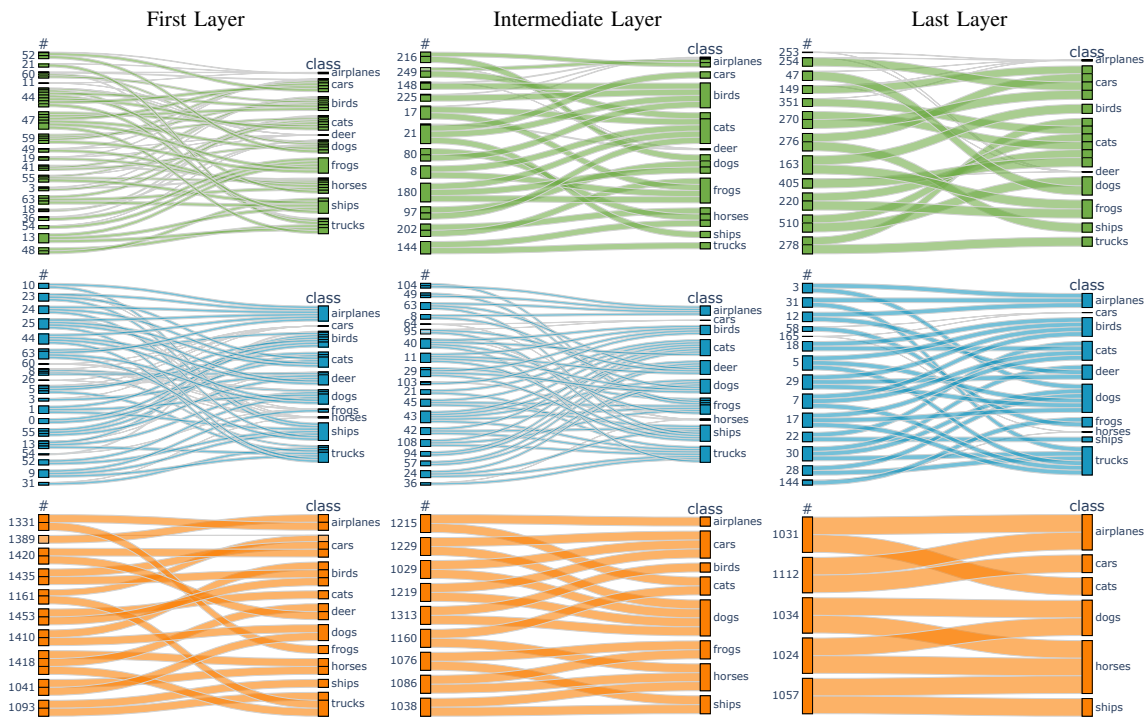 First Layer
Intermediate Layer
Last Layer
#
52
21
60
11
44
47
59
49
19
41
55
3
63
18
36
54
13
48
class
airplanes
cars
birds
cats
deer
dogs
frogs
horses
ships
trucks
#
216
249
148
225
17
21
80
8
180
97
202
144
class
airplanes
cars
birds
cats
deer
dogs
frogs
horses
ships
trucks
#
253
254
47
149
351
270
276
163
405
220
510
278
class
airplanes
cars
birds
cats
deer
dogs
frogs
ships
trucks
#
10
23
24
25
44
63
60
8
26
5
3
1
0
55
13
54
52
9
31
class
airplanes
cars
birds
cats
deer
dogs
frogs
horses
ships
trucks
#
104
49
63
8
64
95
40
11
29
103
21
45
43
42
108
94
57
24
36
class
airplanes
cars
birds
cats
deer
dogs
frogs
horses
ships
trucks
#
3
31
12
58
165
18
5
29
7
17
22
30
28
144
class
airplanes
cars
birds
cats
deer
dogs
frogs
horses
ships
trucks
#
1331
1389
1420
1435
1161
1453
1410
1418
1041
1093
class
airplanes
cars
birds
cats
deer
dogs
frogs
horses
ships
trucks
#
1215
1229
1029
1219
1313
1160
1076
1086
1038
class
airplanes
cars
birds
cats
dogs
frogs
horses
ships
#
1031
1112
1034
1024
1057
class
airplanes
cars
cats
dogs
horses
ships